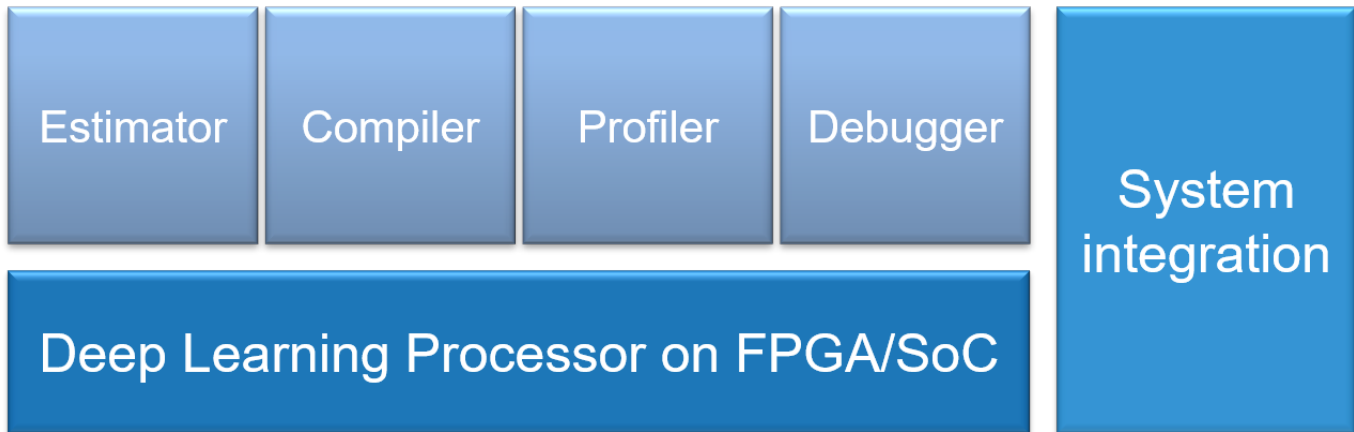 Estimator
Compiler
Profiler
Debugger
System
integration
Deep Learning Processor on FPGA/SoC